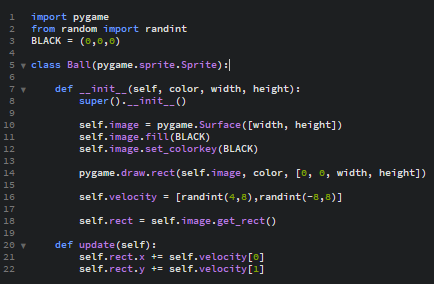 1 import pygame
2 from random import randint
3 BLACK = (0,0,0)
4
5 class Ball(pygame.sprite.Sprite):
6
7     def __init__(self, color, width, height):
8         super().__init__()
9
10         self.image = pygame.Surface([width, height])
11         self.image.fill(BLACK)
12         self.image.set_colorkey(BLACK)
13
14         pygame.draw.rect(self.image, color, [0, 0, width, height])
15
16         self.velocity = [randint(4,8),randint(-8,8)]
17
18         self.rect = self.image.get_rect()
19
20     def update(self):
21         self.rect.x += self.velocity[0]
22         self.rect.y += self.velocity[1]